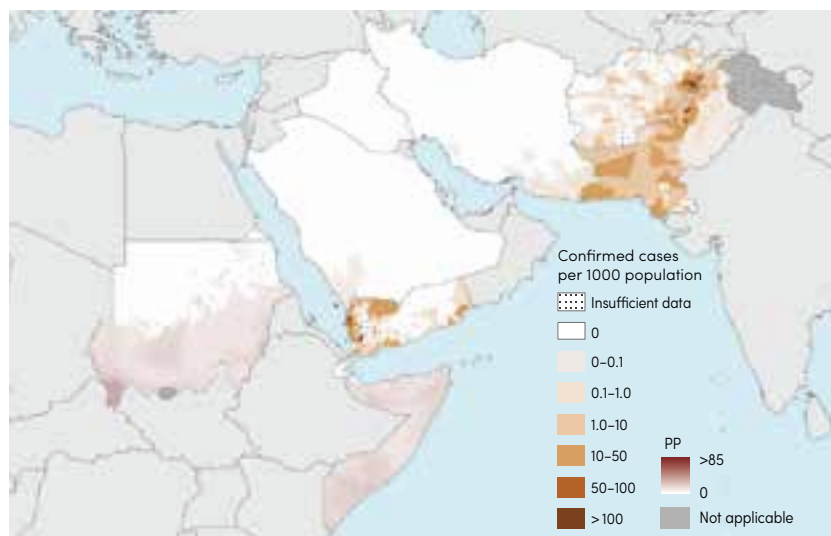 Confirmed cases
per 1000 population
Insufficient data
0
0–0.1
0.1–1.0
1.0–10
10–50
50–100
>100
PP
>85
0
Not applicable